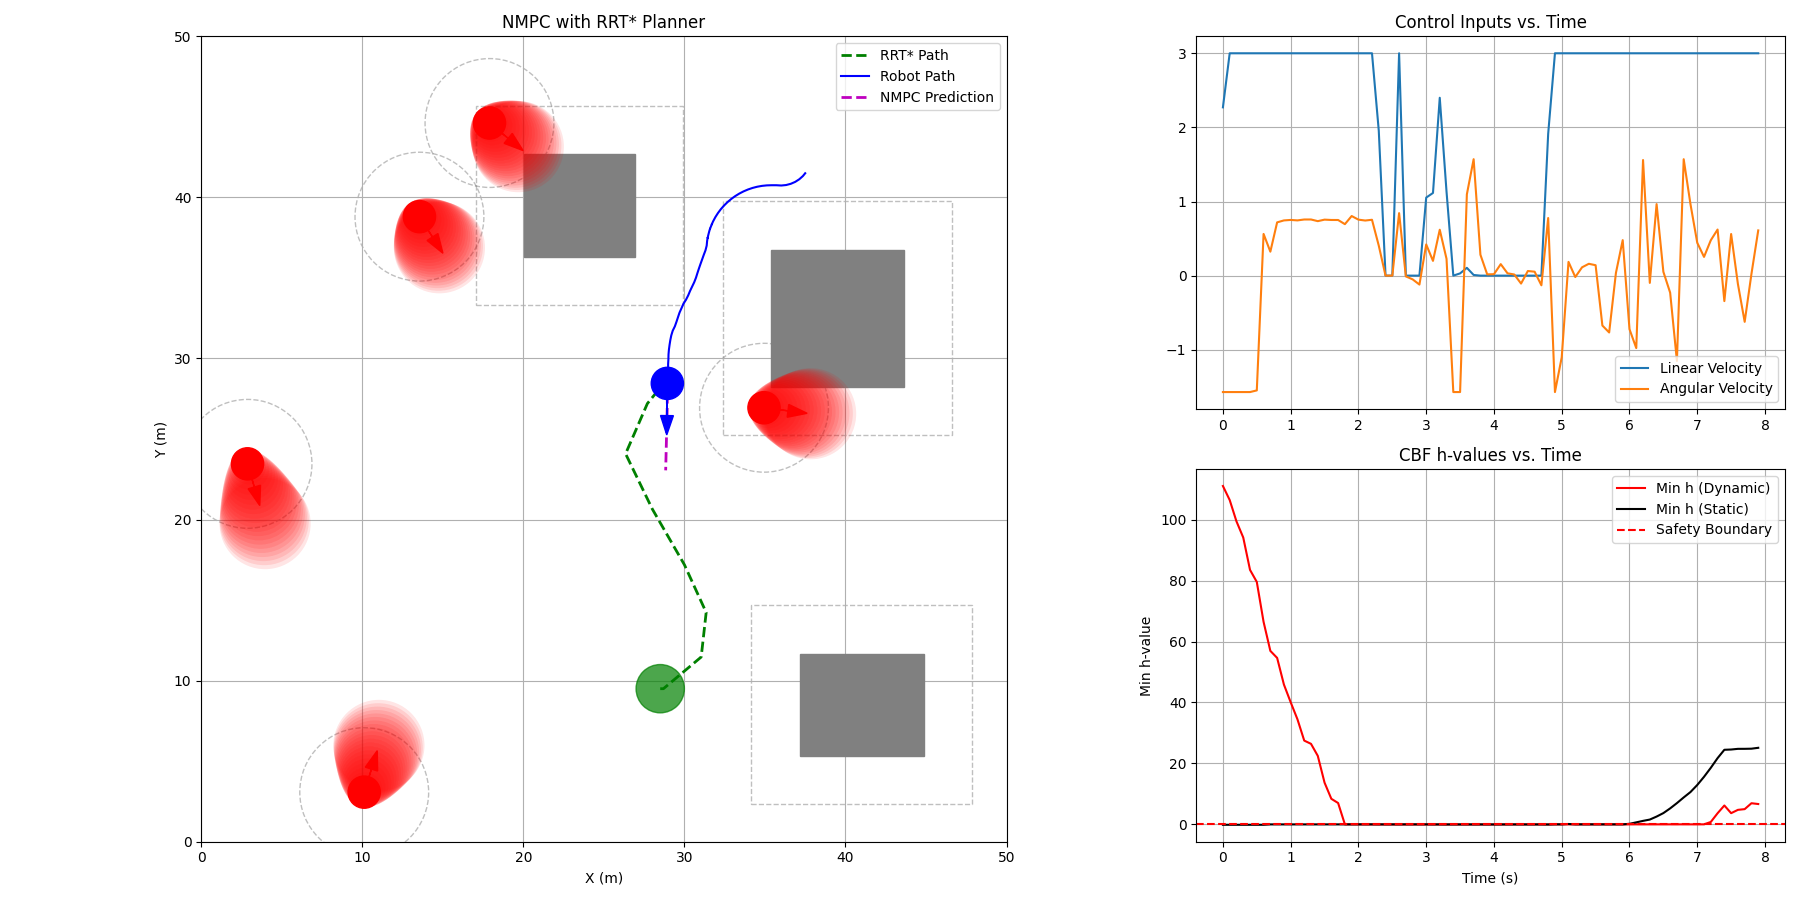 NMPC with RRT* Planner
RRT* Path
Robot Path
NMPC Prediction
50
40
30
20
10
0
Y (m)
0 10 20 30 40 50
X (m)
Control Inputs vs. Time
3
2
1
0
−1
Linear Velocity
Angular Velocity
0 1 2 3 4 5 6 7 8
CBF h-values vs. Time
Min h (Dynamic)
Min h (Static)
Safety Boundary
100
80
60
40
20
0
Min h-value
0 1 2 3 4 5 6 7 8
Time (s)